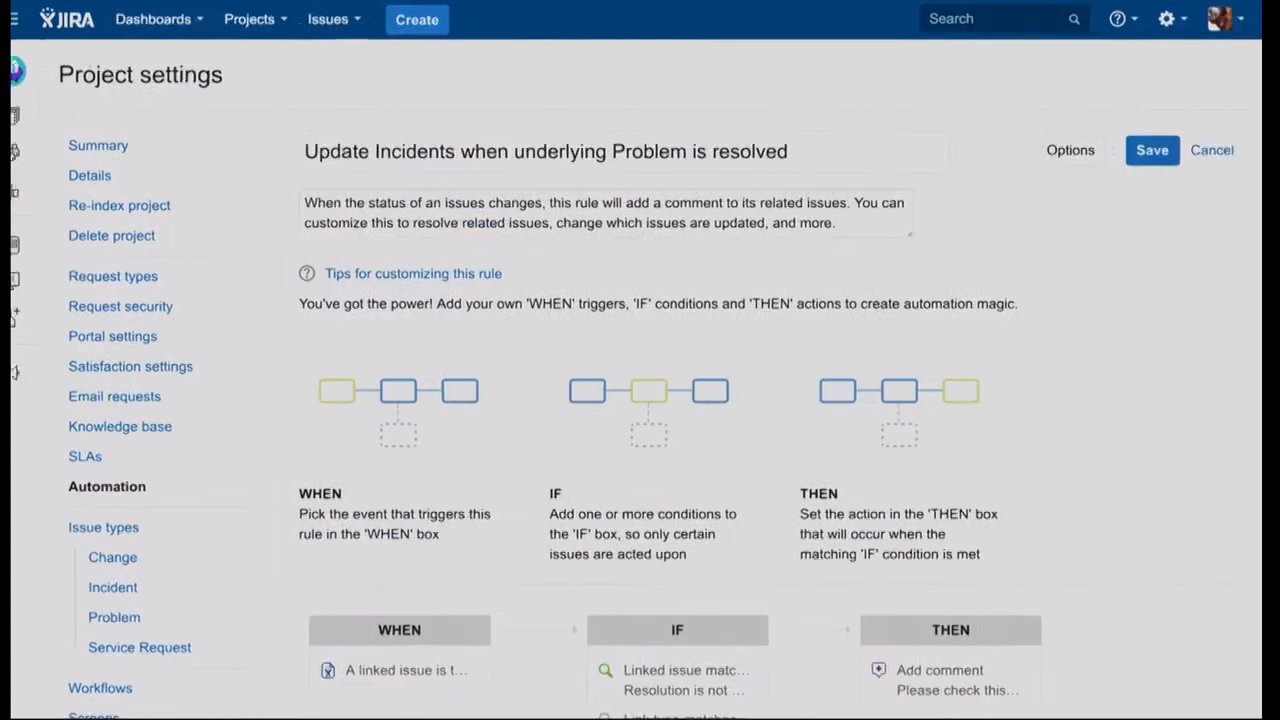 JIRA Dashboards Projects Issues Create Search
Project settings
Summary
Details
Re-index project
Delete project
Request types
Request security
Portal settings
Satisfaction settings
Email requests
Knowledge base
SLAs
Automation
Issue types
Change
Incident
Problem
Service Request
Workflows
Screens
Update Incidents when underlying Problem is resolved
Options Save Cancel
When the status of an issues changes, this rule will add a comment to its related issues. You can
customize this to resolve related issues, change which issues are updated, and more.
Tips for customizing this rule
You've got the power! Add your own 'WHEN' triggers, 'IF' conditions and 'THEN' actions to create automation magic.
WHEN
Pick the event that triggers this
rule in the 'WHEN' box
IF
Add one or more conditions to
the 'IF' box, so only certain
issues are acted upon
THEN
Set the action in the 'THEN' box
that will occur when the
matching 'IF' condition is met
WHEN
A linked issue is t...
IF
Linked issue matc...
Resolution is not ...
THEN
Add comment
Please check this...